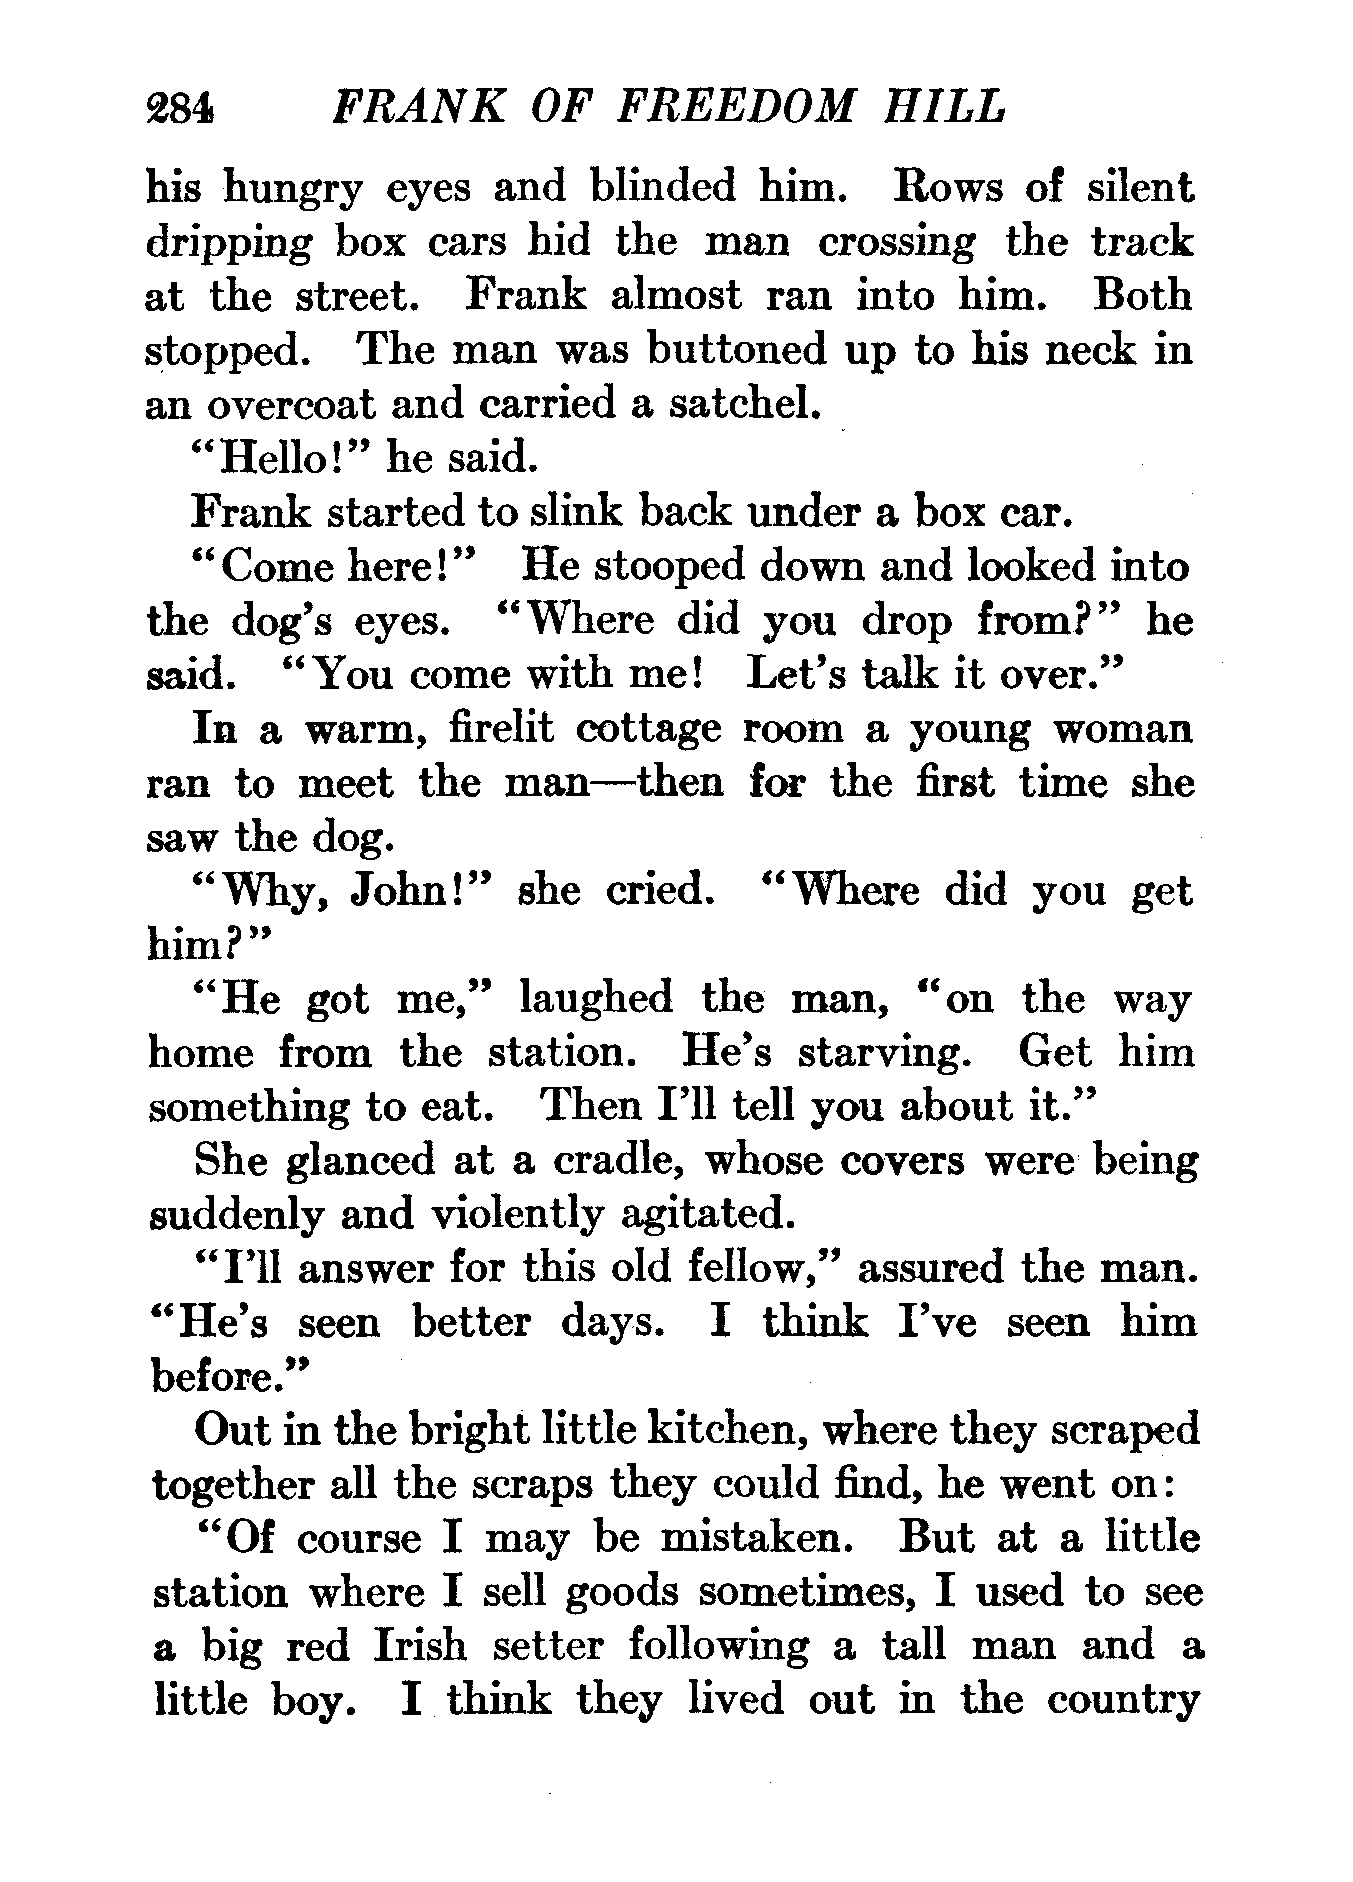 284 FRANK OF FREEDOM HILL
his hungry eyes and blinded him. Rows of silent
dripping box cars hid the man crossing the track
at the street. Frank almost ran into him. Both
stopped. The man was buttoned up to his neck in
an overcoat and carried a satchel.
“Hello!” he said.
Frank started to slink back under a box car.
“Come here!” He stooped down and looked into
the dog’s eyes. “Where did you drop from?” he
said. “You come with me! Let’s talk it over.”
In a warm, firelit cottage room a young woman
ran to meet the man—then for the first time she
saw the dog.
“Why, John!” she cried. “Where did you get
him?”
“He got me,” laughed the man, “on the way
home from the station. He’s starving. Get him
something to eat. Then I’ll tell you about it.”
She glanced at a cradle, whose covers were being
suddenly and violently agitated.
“I’ll answer for this old fellow,” assured the man.
“He’s seen better days. I think I’ve seen him
before.”
Out in the bright little kitchen, where they scraped
together all the scraps they could find, he went on:
“Of course I may be mistaken. But at a little
station where I sell goods sometimes, I used to see
a big red Irish setter following a tall man and a
little boy. I think they lived out in the country